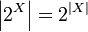 |2^X| = 2^|X|